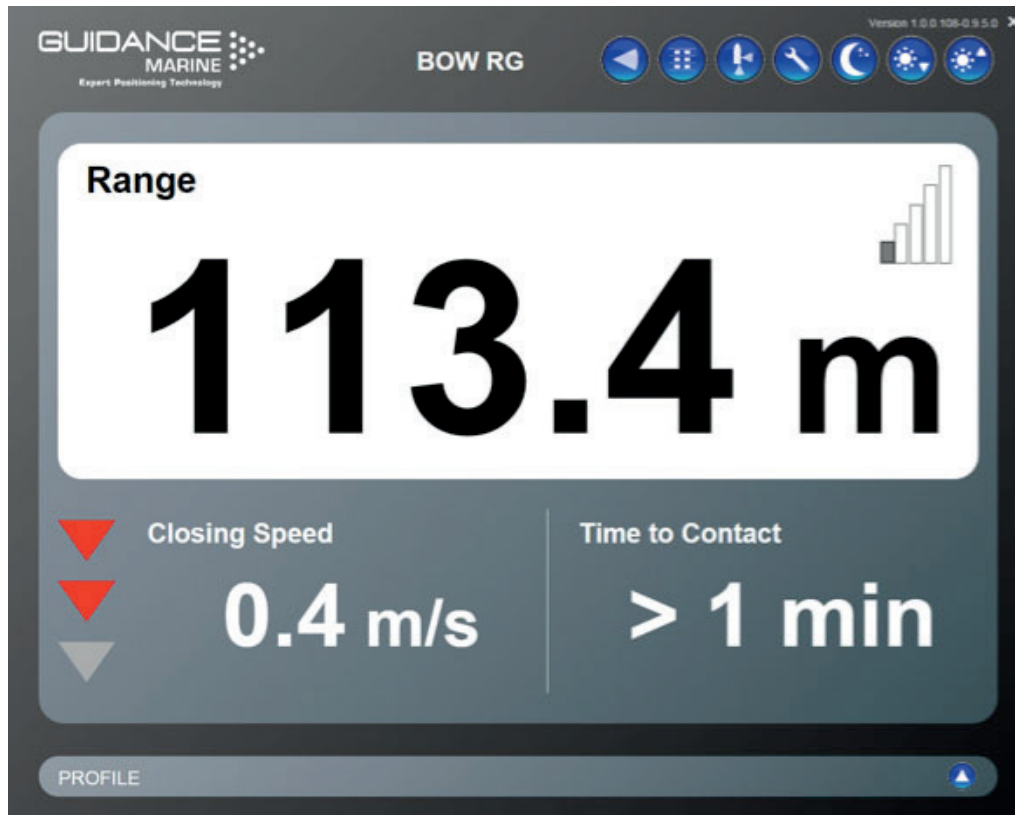 Version 1.0.0 108-0.9.5.0
GUIDANCE
MARINE
Expert Positioning Technology
BOW RG
Range
113.4 m
Closing Speed
0.4 m/s
Time to Contact
> 1 min
PROFILE